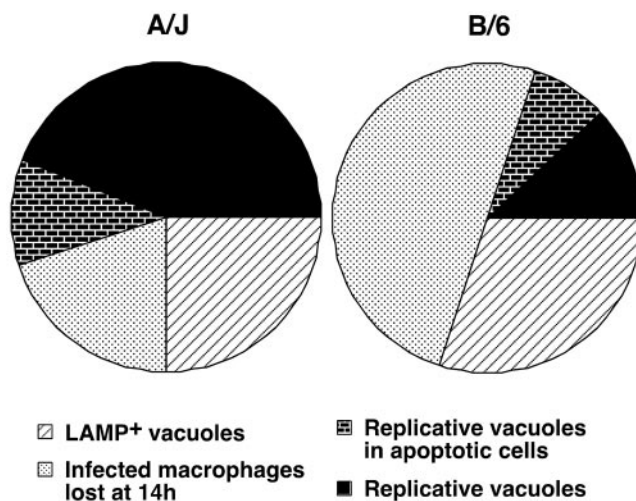 A/J
B/6
LAMP+ vacuoles
Infected macrophages
lost at 14h
Replicative vacuoles
in apoptotic cells
Replicative vacuoles